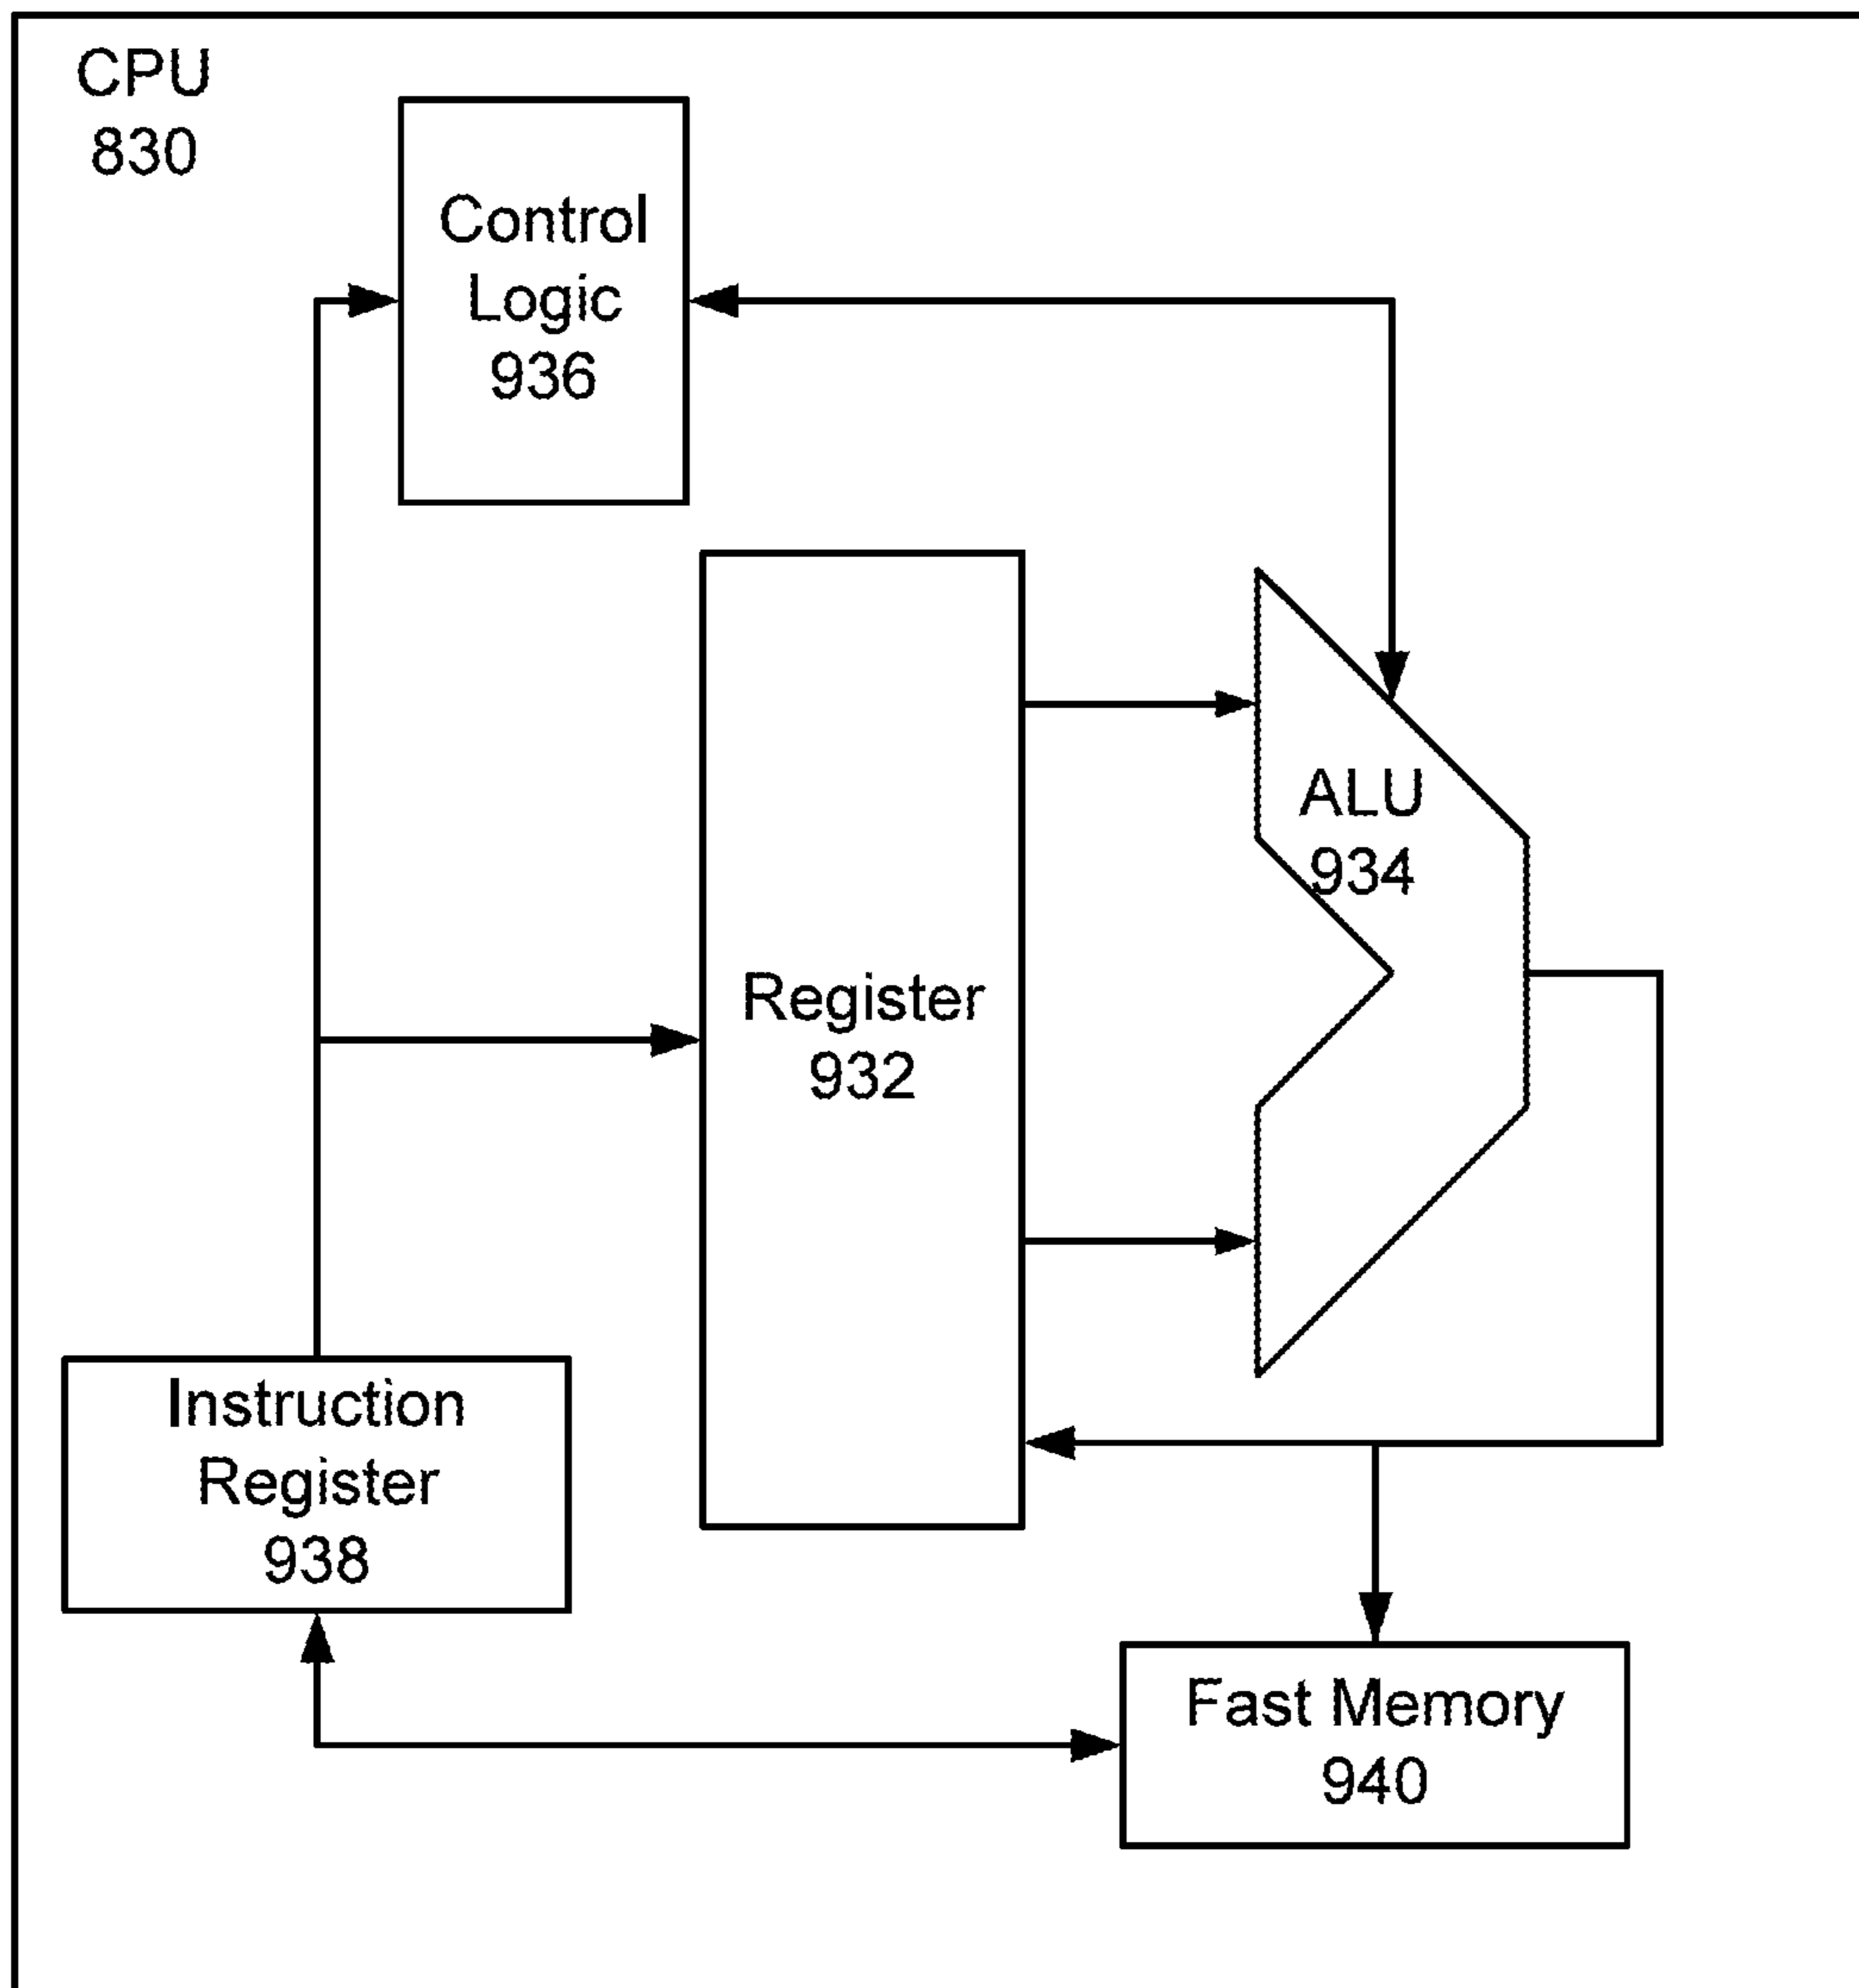 CPU
830
Control
Logic
936
ALU
934
Register
932
Instruction
Register
938
Fast Memory
940